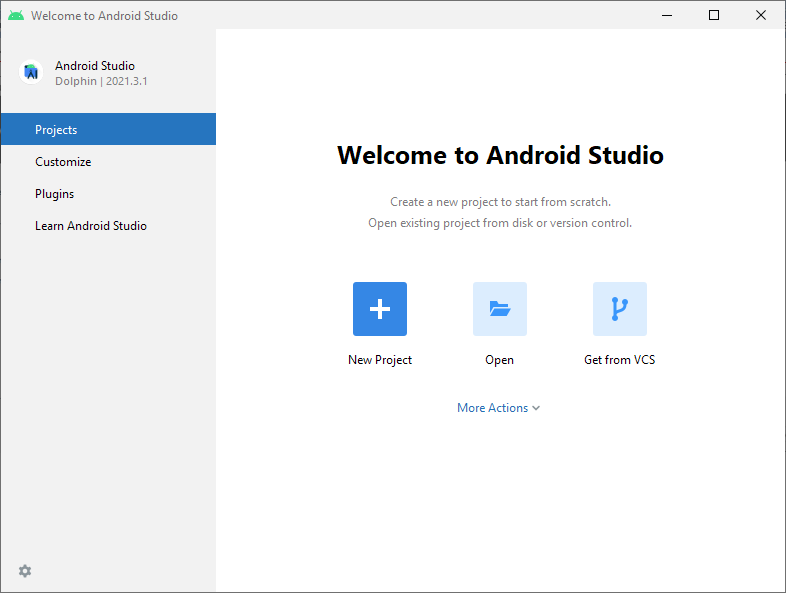 Welcome to Android Studio
Android Studio
Dolphin | 2021.3.1
Projects
Customize
Plugins
Learn Android Studio
Welcome to Android Studio
Create a new project to start from scratch.
Open existing project from disk or version control.
New Project
Open
Get from VCS
More Actions